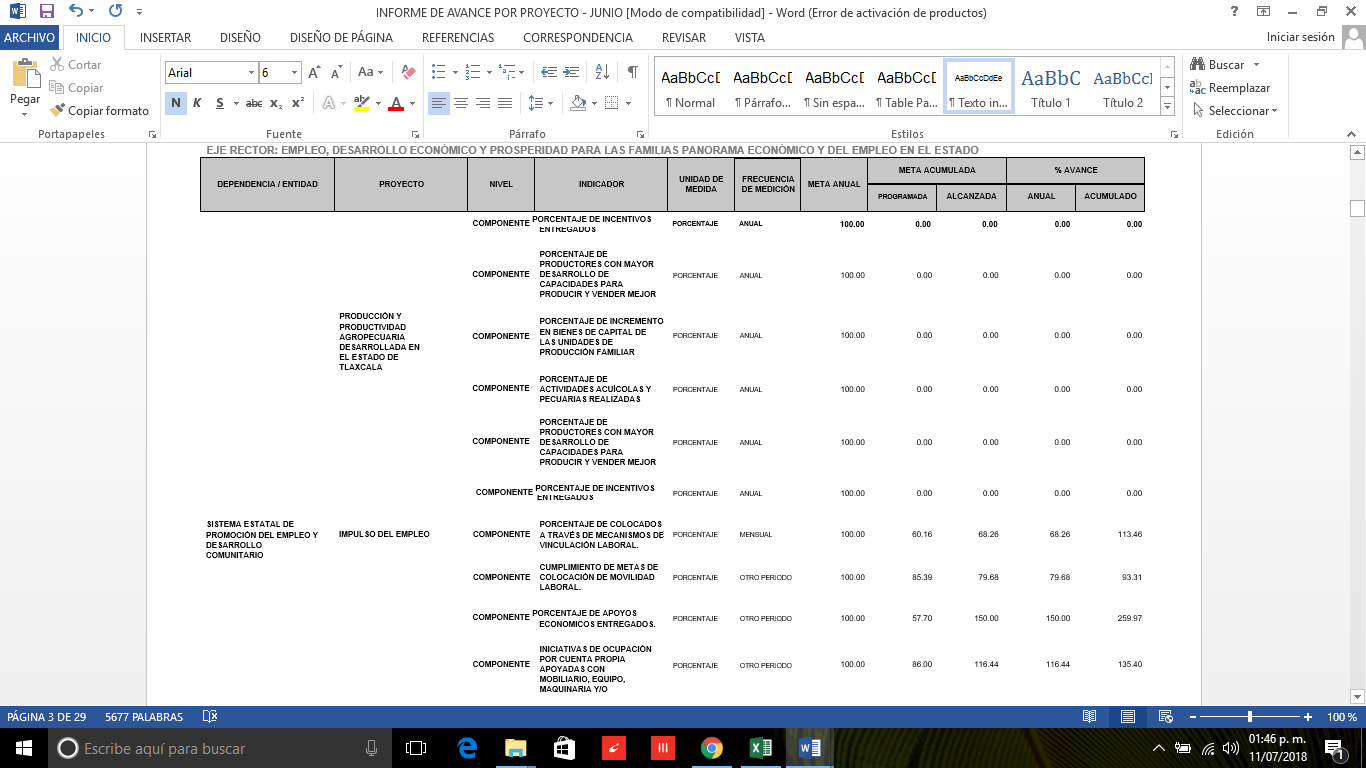 INFORME DE AVANCE POR PROYECTO - JUNIO [Modo de compatibilidad] - Word (Error de activación de productos)
ARCHIVO INICIO INSERTAR DISEÑO DISEÑO DE PÁGINA REFERENCIAS CORRESPONDENCIA REVISAR VISTA Iniciar sesión
Pegar
Cortar
Copiar
Copiar formato
Portapapeles
Arial 6
N K S abc x₂ x²
Fuente
Párrafo
AaBbCcI AaBbCcI AaBbCcI AaBbCcI AaBbCcDdEe AaBbC AaBbCcI
¶ Normal ¶ Párrafo... ¶ Sin espa... ¶ Table Pa... ¶ Texto in... Título 1 Título 2
Estilos
Buscar
Reemplazar
Seleccionar
Edición
EJE RECTOR: EMPLEO, DESARROLLO ECONÓMICO Y PROSPERIDAD PARA LAS FAMILIAS PANORAMA ECONÓMICO Y DEL EMPLEO EN EL ESTADO
DEPENDENCIA / ENTIDAD PROYECTO NIVEL INDICADOR UNIDAD DE MEDIDA FRECUENCIA DE MEDICIÓN META ANUAL META ACUMULADA % AVANCE
PROGRAMADA ALCANZADA ANUAL ACUMULADO
COMPONENTE PORCENTAJE DE INCENTIVOS PORCENTAJE ANUAL 100.00 0.00 0.00 0.00 0.00
ENTREGADOS
PORCENTAJE DE
PRODUCTORES CON MAYOR
COMPONENTE DESARROLLO DE PORCENTAJE ANUAL 100.00 0.00 0.00 0.00 0.00
CAPACIDADES PARA
PRODUCIR Y VENDER MEJOR
PRODUCCIÓN Y
PRODUCTIVIDAD
AGROPECUARIA
DESARROLLADA EN
EL ESTADO DE
TLAXCALA
PORCENTAJE DE INCREMENTO
COMPONENTE EN BIENES DE CAPITAL DE PORCENTAJE ANUAL 100.00 0.00 0.00 0.00 0.00
LAS UNIDADES DE
PRODUCCIÓN FAMILIAR
PORCENTAJE DE
COMPONENTE ACTIVIDADES ACUÍCOLAS Y PORCENTAJE ANUAL 100.00 0.00 0.00 0.00 0.00
PECUARIAS REALIZADAS
PORCENTAJE DE
PRODUCTORES CON MAYOR
COMPONENTE DESARROLLO DE PORCENTAJE ANUAL 100.00 0.00 0.00 0.00 0.00
CAPACIDADES PARA
PRODUCIR Y VENDER MEJOR
COMPONENTE PORCENTAJE DE INCENTIVOS PORCENTAJE ANUAL 100.00 0.00 0.00 0.00 0.00
ENTREGADOS
SISTEMA ESTATAL DE
PROMOCIÓN DEL EMPLEO Y
DESARROLLO
COMUNITARIO
IMPULSO DEL EMPLEO
PORCENTAJE DE COLOCADOS
COMPONENTE A TRAVÉS DE MECANISMOS DE PORCENTAJE MENSUAL 100.00 60.16 68.26 68.26 113.46
VINCULACIÓN LABORAL.
CUMPLIMIENTO DE METAS DE
COMPONENTE COLOCACIÓN DE MOVILIDAD PORCENTAJE OTRO PERIODO 100.00 85.39 79.68 79.68 93.31
LABORAL.
COMPONENTE PORCENTAJE DE APOYOS PORCENTAJE OTRO PERIODO 100.00 57.70 150.00 150.00 259.97
ECONOMICOS ENTREGADOS.
INICIATIVAS DE OCUPACIÓN
POR CUENTA PROPIA
COMPONENTE APOYADAS CON PORCENTAJE OTRO PERIODO 100.00 86.00 116.44 116.44 135.40
MOBILIARIO, EQUIPO,
MAQUINARIA Y/O
PÁGINA 3 DE 29 5677 PALABRAS 100 %
Escribe aquí para buscar
01:46 p. m.
11/07/2018
1